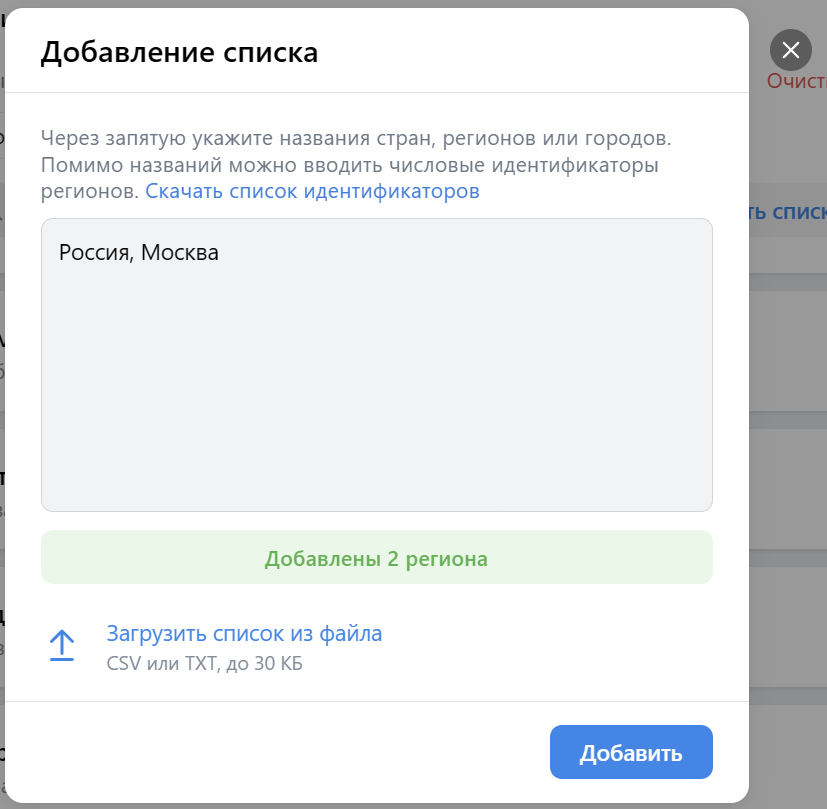 Добавление списка
Очист
Через запятую укажите названия стран, регионов или городов.
Помимо названий можно вводить числовые идентификаторы
регионов. Скачать список идентификаторов
ть списк
Россия, Москва
Добавлены 2 региона
Загрузить список из файла
CSV или TXT, до 30 КБ
Добавить